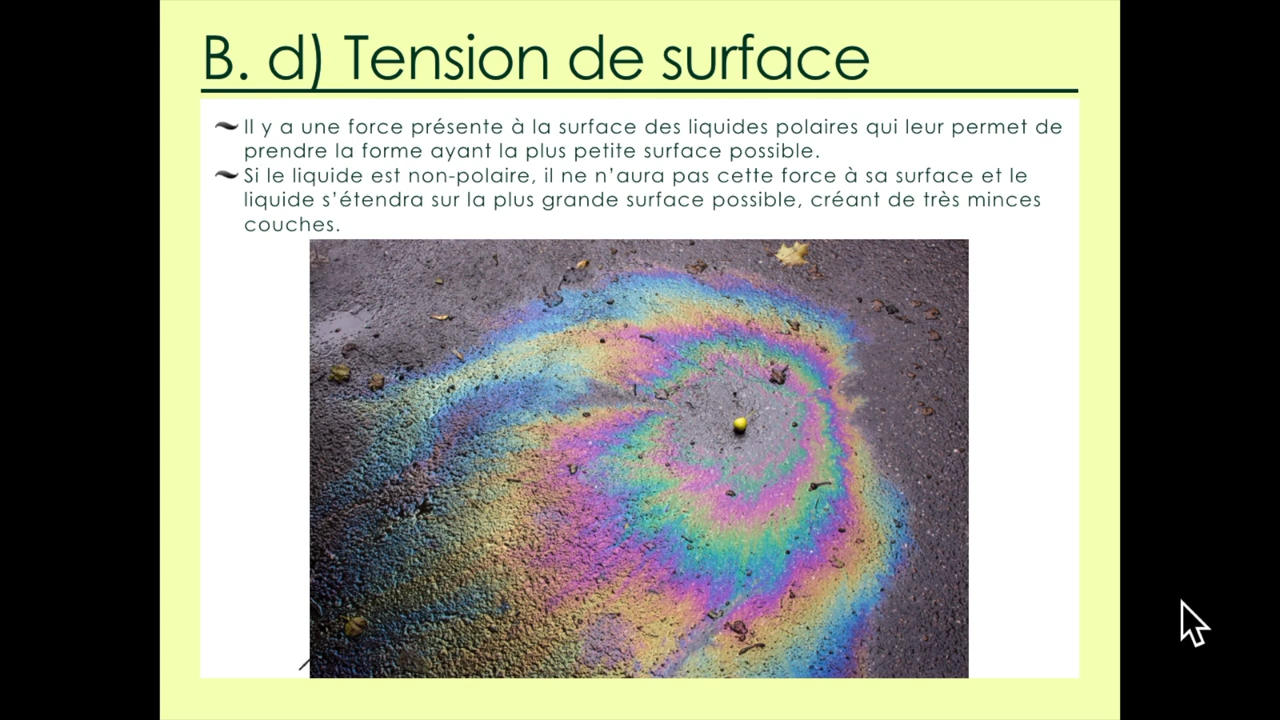 B. d) Tension de surface
Il y a une force présente à la surface des liquides polaires qui leur permet de
prendre la forme ayant la plus petite surface possible.
Si le liquide est non-polaire, il ne n’aura pas cette force à sa surface et le
liquide s’étendra sur la plus grande surface possible, créant de très minces
couches.